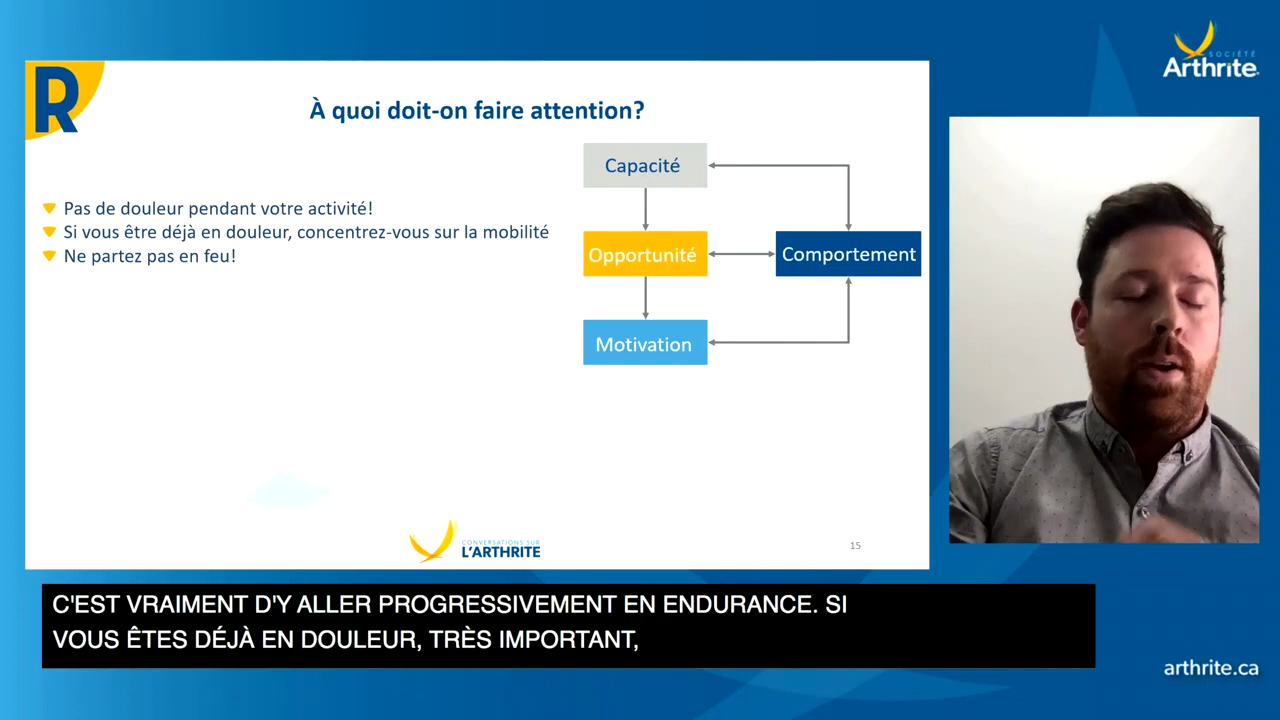 SOCIÉTÉ
Arthrite
R
À quoi doit-on faire attention?
Pas de douleur pendant votre activité!
Si vous être déjà en douleur, concentrez-vous sur la mobilité
Ne partez pas en feu!
Capacité
Opportunité
Comportement
Motivation
CONVERSATIONS SUR
L'ARTHRITE
15
C'EST VRAIMENT D'Y ALLER PROGRESSIVEMENT EN ENDURANCE. SI
VOUS ÊTES DÉJÀ EN DOULEUR, TRÈS IMPORTANT,
arthrite.ca